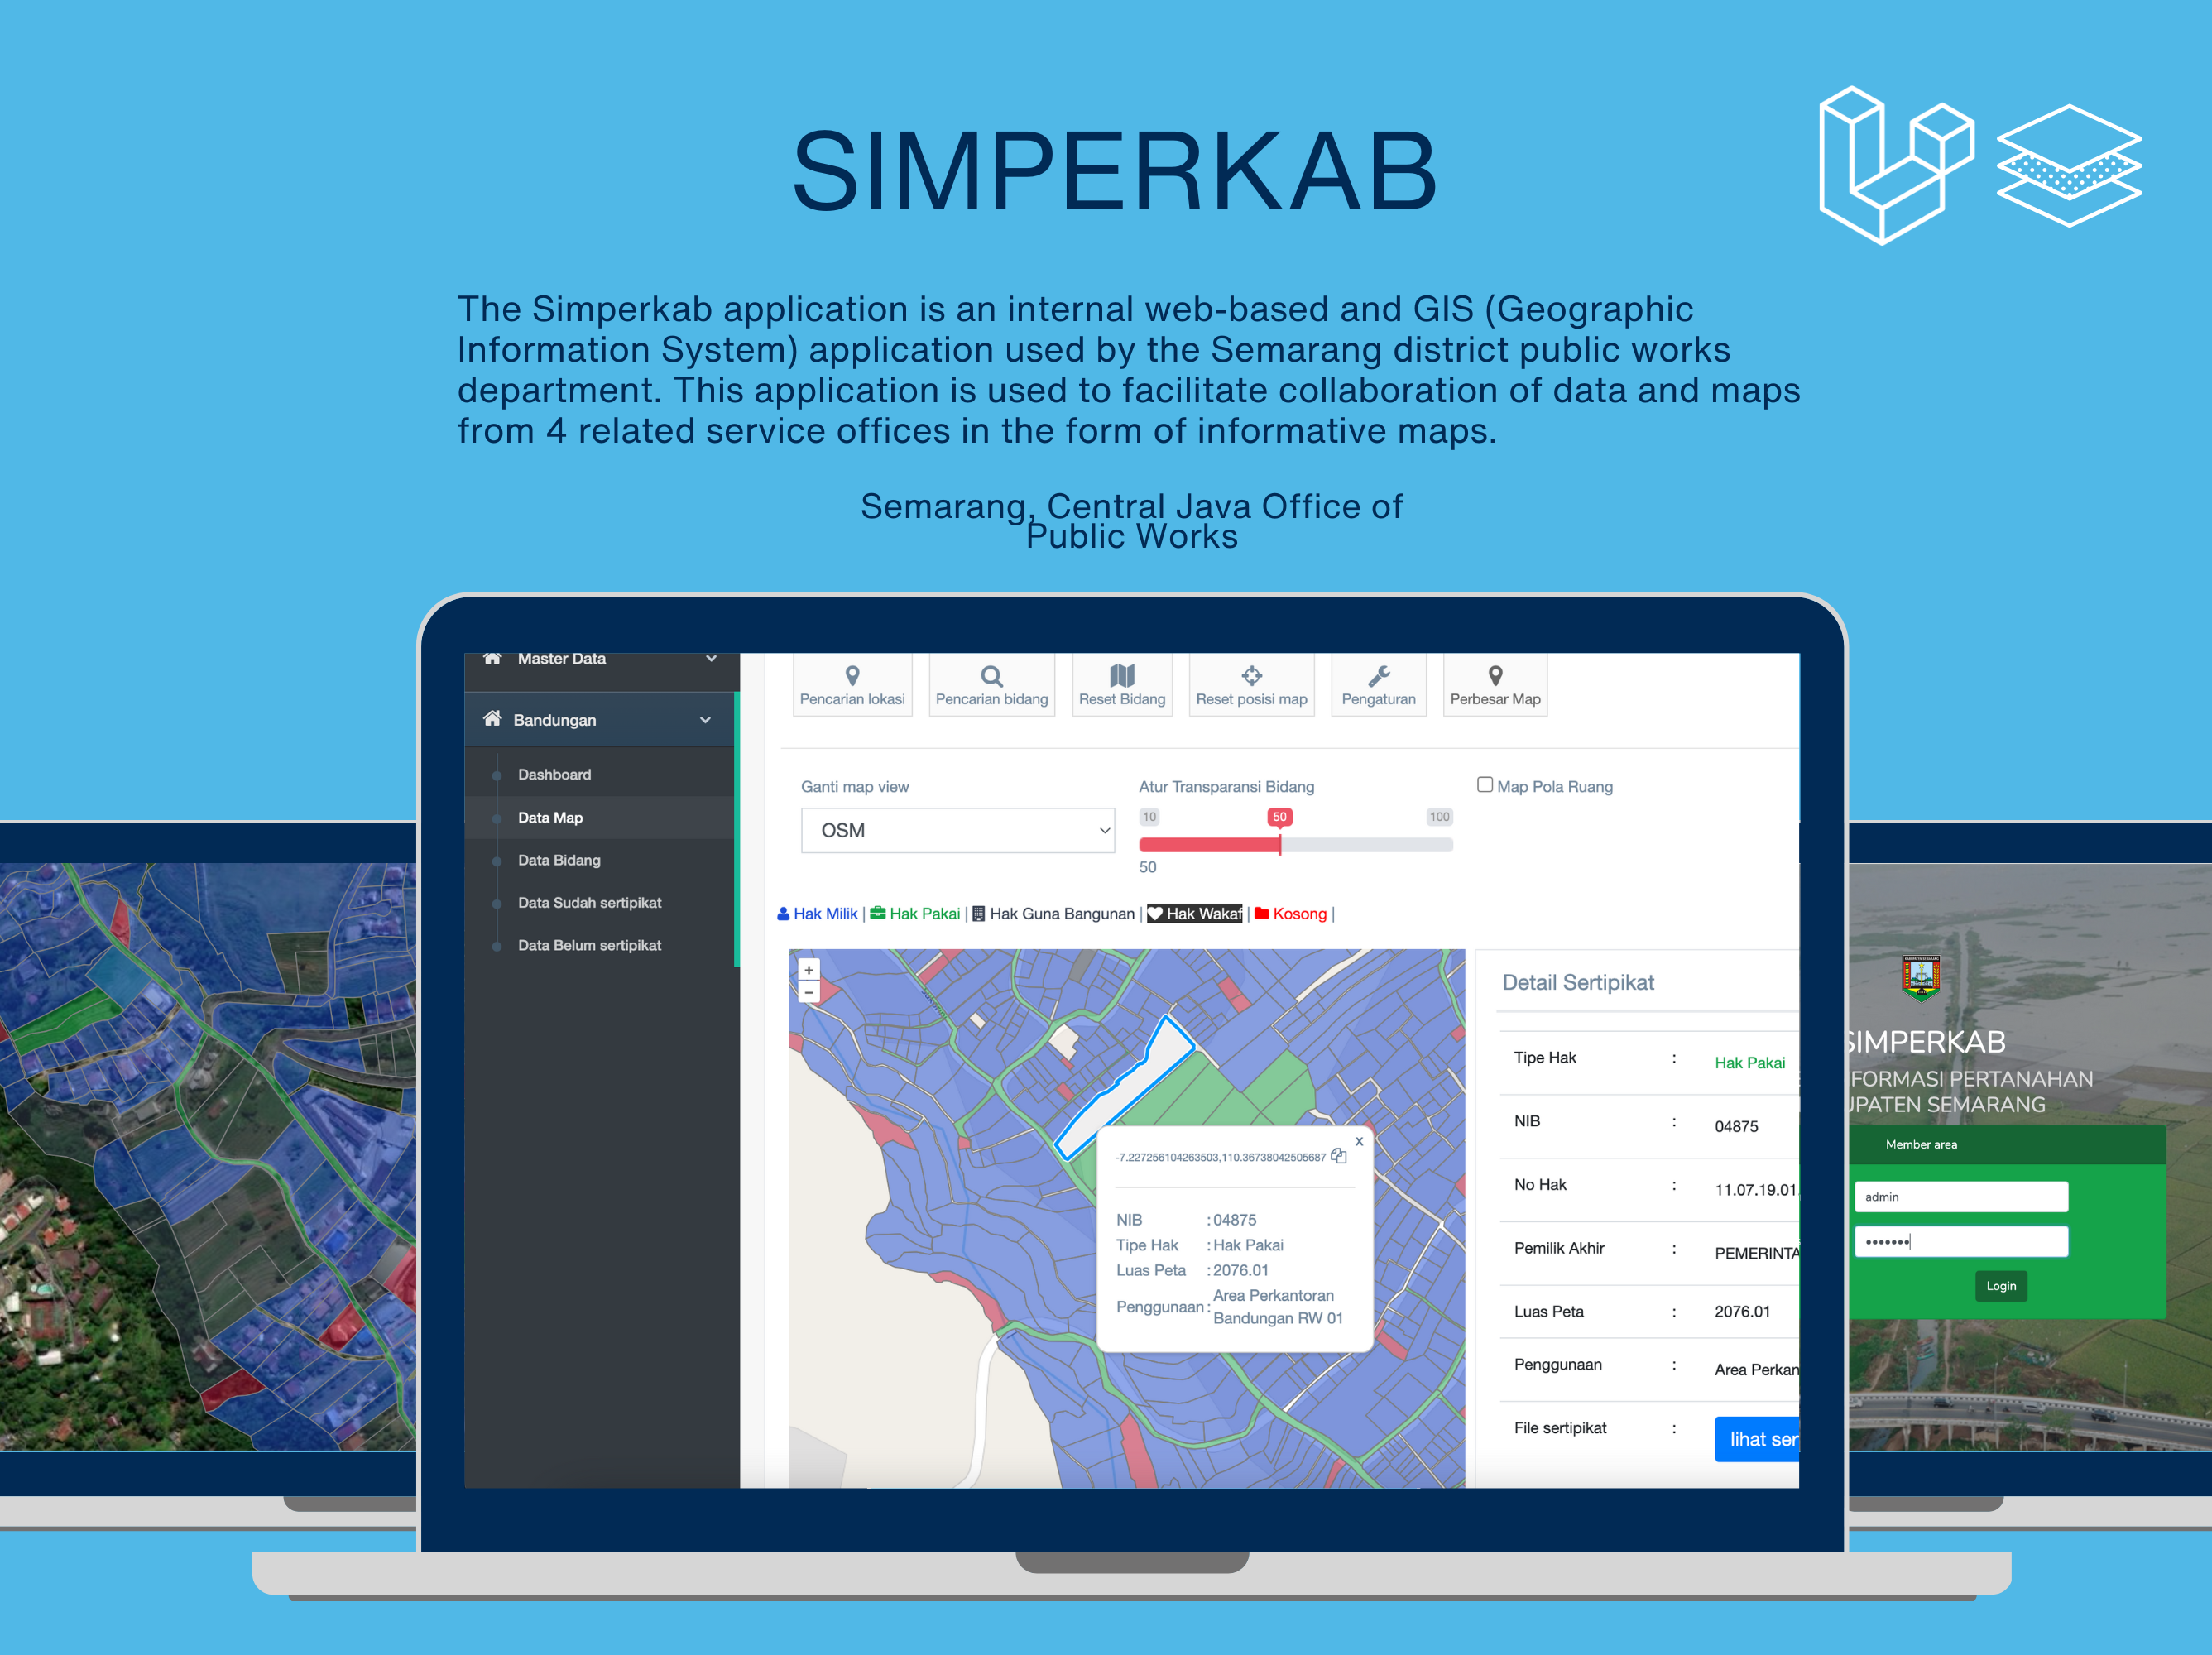 SIMPERKAB
The Simperkab application is an internal web-based and GIS (Geographic
Information System) application used by the Semarang district public works
department. This application is used to facilitate collaboration of data and maps
from 4 related service offices in the form of informative maps.
Semarang, Central Java Office of
Public Works
Master Data
Bandungan
Dashboard
Data Map
Data Bidang
Data Sudah sertipikat
Data Belum sertipikat
Pencarian lokasi Pencarian bidang Reset Bidang Reset posisi map Pengaturan Perbesar Map
Ganti map view Atur Transparansi Bidang Map Pola Ruang
OSM 10 50 100
50
Hak Milik | Hak Pakai | Hak Guna Bangunan | Hak Wakaf | Kosong |
+
−
x
-7.227256104263503,110.36738042505687
NIB : 04875
Tipe Hak : Hak Pakai
Luas Peta : 2076.01
Penggunaan : Area Perkantoran
Bandungan RW 01
Detail Sertipikat
Tipe Hak : Hak Pakai
NIB : 04875
No Hak : 11.07.19.01
Pemilik Akhir : PEMERINTA
Luas Peta : 2076.01
Penggunaan : Area Perkan
File sertipikat : lihat ser
SIMPERKAB
FORMASI PERTANAHAN
UPATEN SEMARANG
Member area
admin
Login